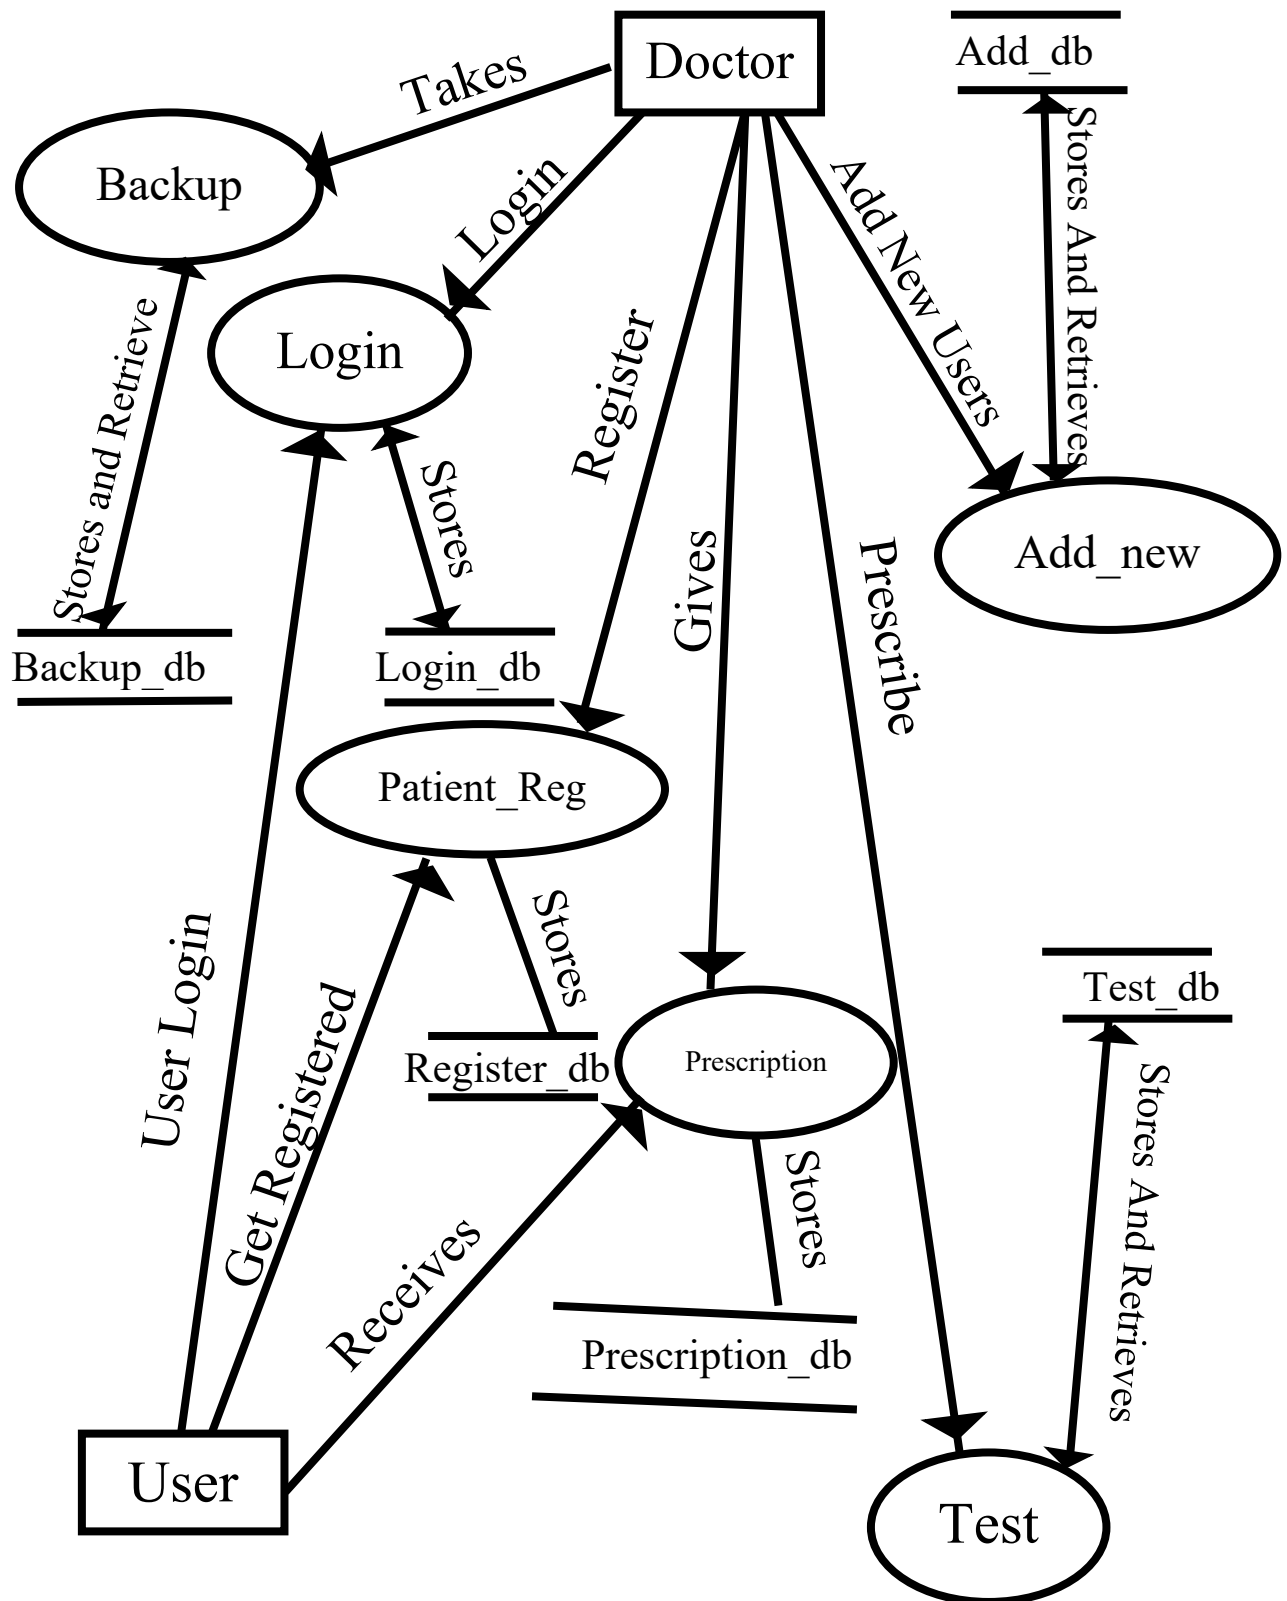 Doctor
Add_db
Takes
Stores And Retrieves
Backup
Login
Add New Users
Login
Register
Stores and Retrieve
Stores
Gives
Prescribe
Add_new
Backup_db
Login_db
Patient_Reg
User Login
Stores
Get Registered
Test_db
Register_db
Prescription
Stores And Retrieves
Receives
Stores
Prescription_db
User
Test